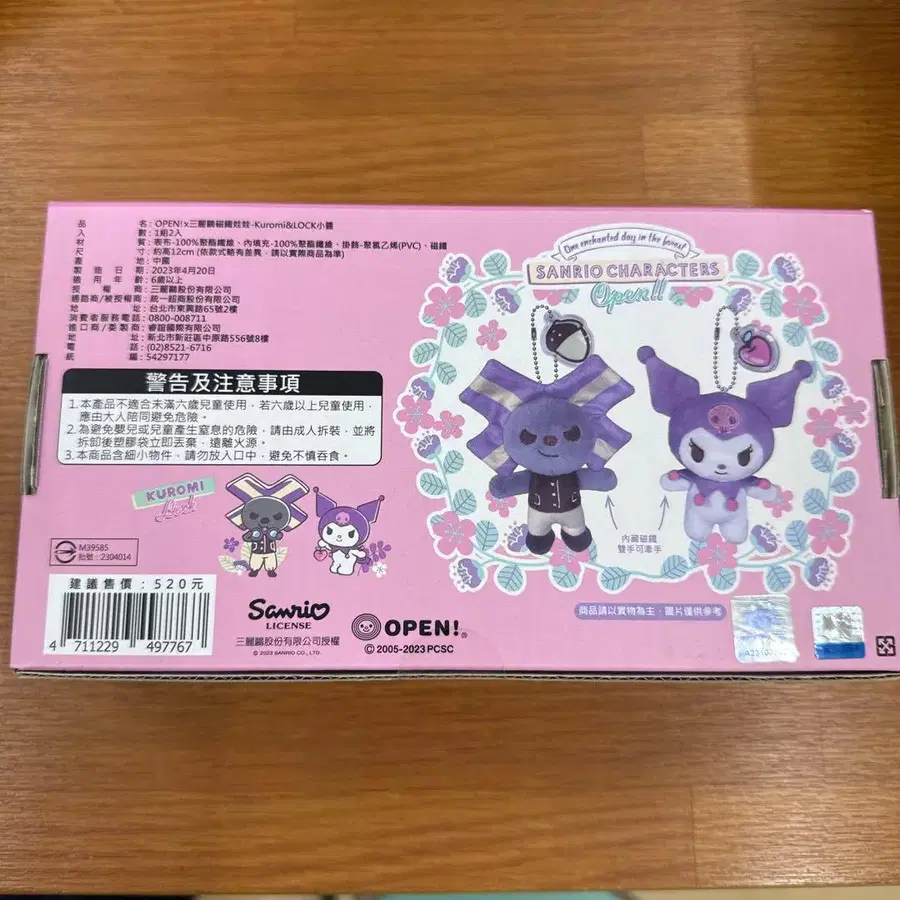 品 名：OPEN!x三麗鷗磁鐵娃娃-Kuromi&LOCK小醬
入 數：1組2入
材 質：表布-100%聚酯纖維、內填充-100%聚酯纖維、掛飾-聚氯乙烯(PVC)、磁鐵
尺 寸：約高12cm (依款式略有差異，請以實際商品為準)
產 地：中國
製造日期：2023年4月20日
適用年齡：6歲以上
授權商：三麗鷗股份有限公司
通路商/被授權商：統一超商股份有限公司
地 址：台北市東興路65號2樓
消費者服務電話：0800-008711
進口商/委製商：睿誼國際有限公司
地 址：新北市新莊區中原路556號8樓
電 話：(02)8521-6716
統 編：54297177
警告及注意事項
1.本產品不適合未滿六歲兒童使用，若六歲以上兒童使用，
應由大人陪同避免危險。
2.為避免嬰兒或兒童產生窒息的危險，請由成人拆裝，並將
拆卸後塑膠袋立即丟棄，遠離火源。
3.本商品含細小物件。請勿放入口中，避免不慎吞食。
KUROMI
Lock
M39585
批號：2304014
建議售價：520元
4 711229 497767
Sanrio
LICENSE
三麗鷗股份有限公司授權
© 2023 SANRIO CO., LTD.
OPEN!®
© 2005-2023 PCSC
One enchanted day in the forest
SANRIO CHARACTERS
Open!!
內藏磁鐵
雙手可牽手
商品請以實物為主，圖片僅供參考